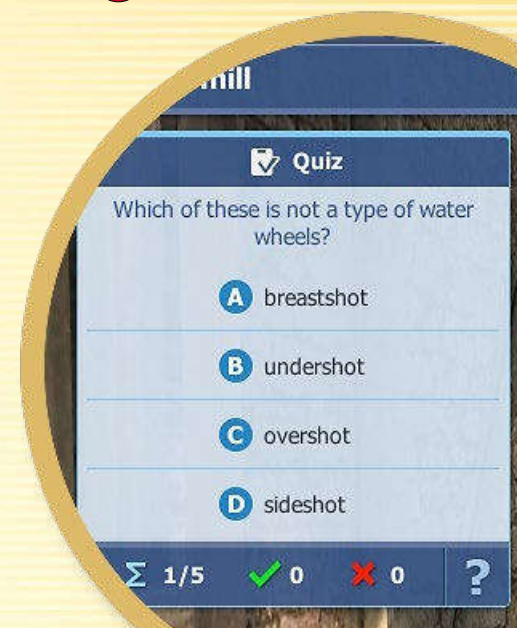 mill
Quiz
Which of these is not a type of water
wheels?
A breastshot
B undershot
C overshot
D sideshot
Σ 1/5 ✓ 0 ✗ 0 ?